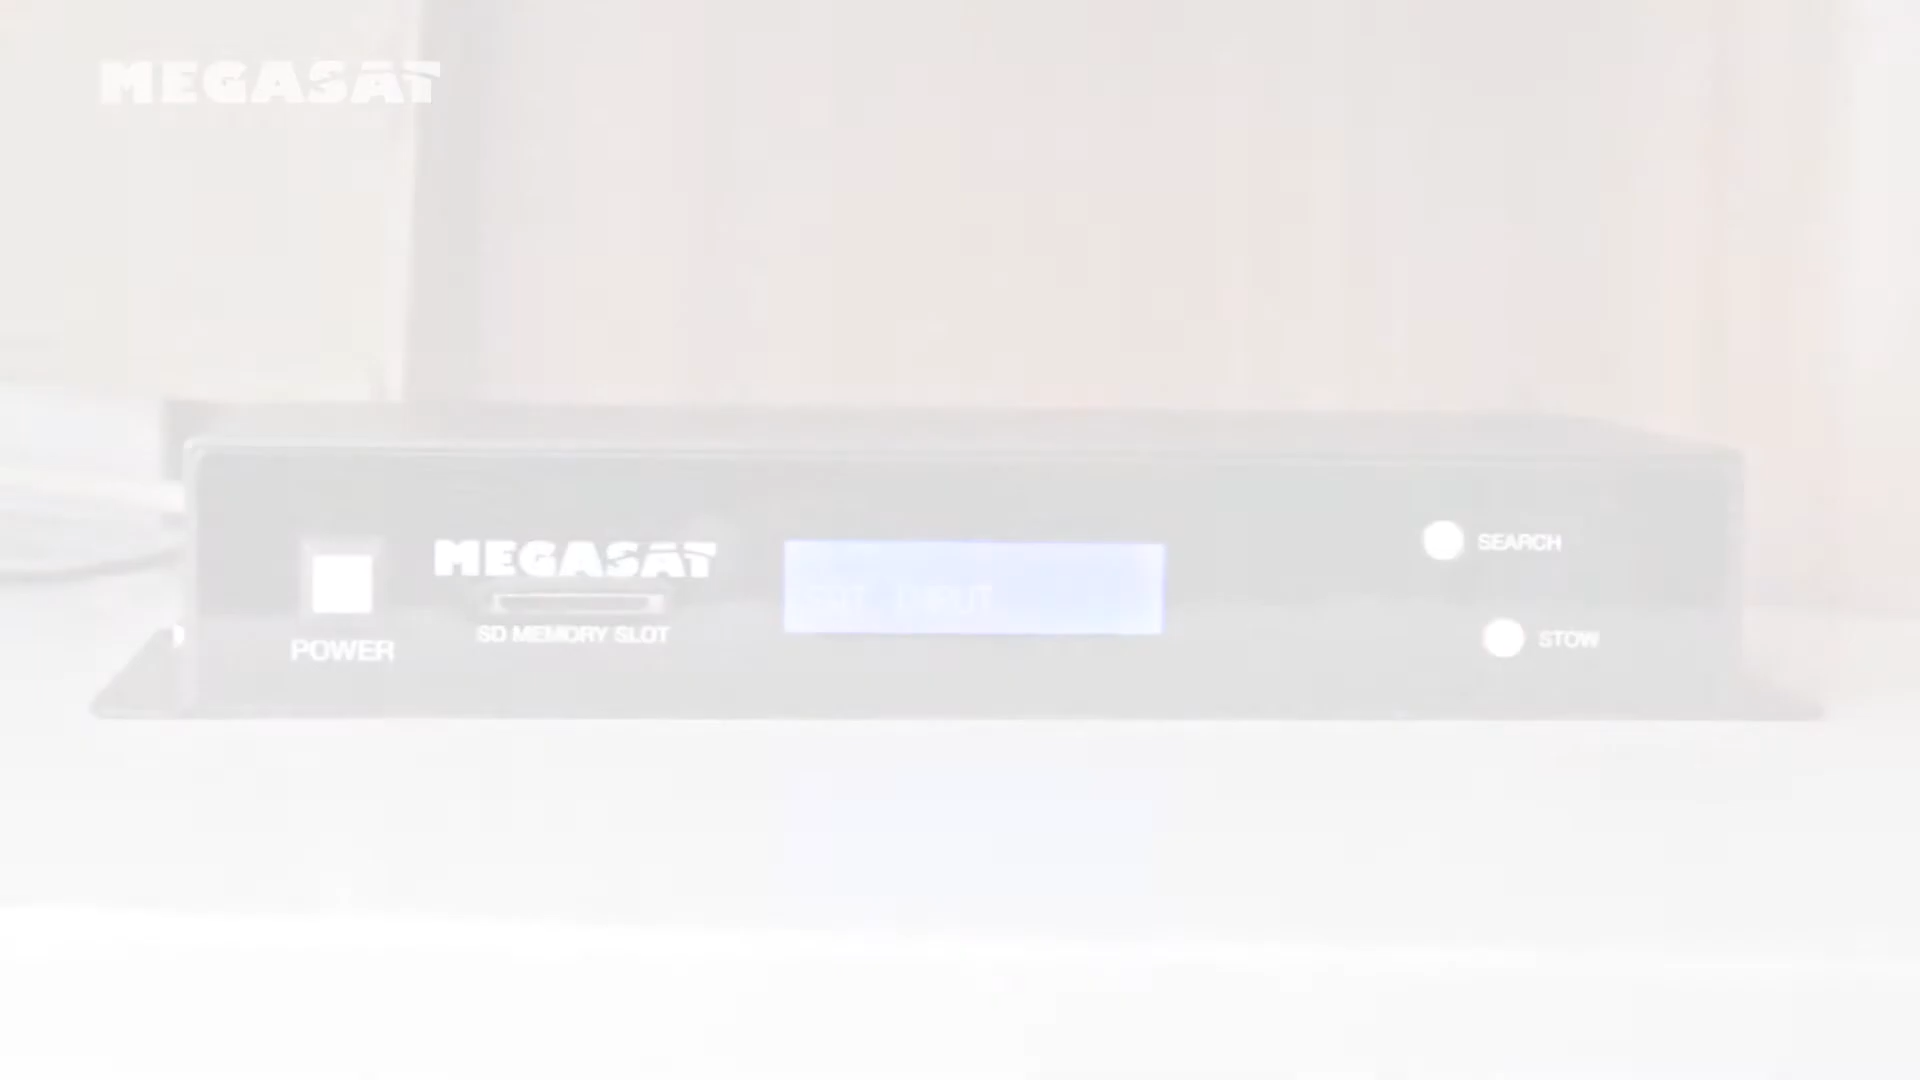 MEGASAT
MEGASAT
SEARCH
SD MEMORY SLOT
POWER
STOW